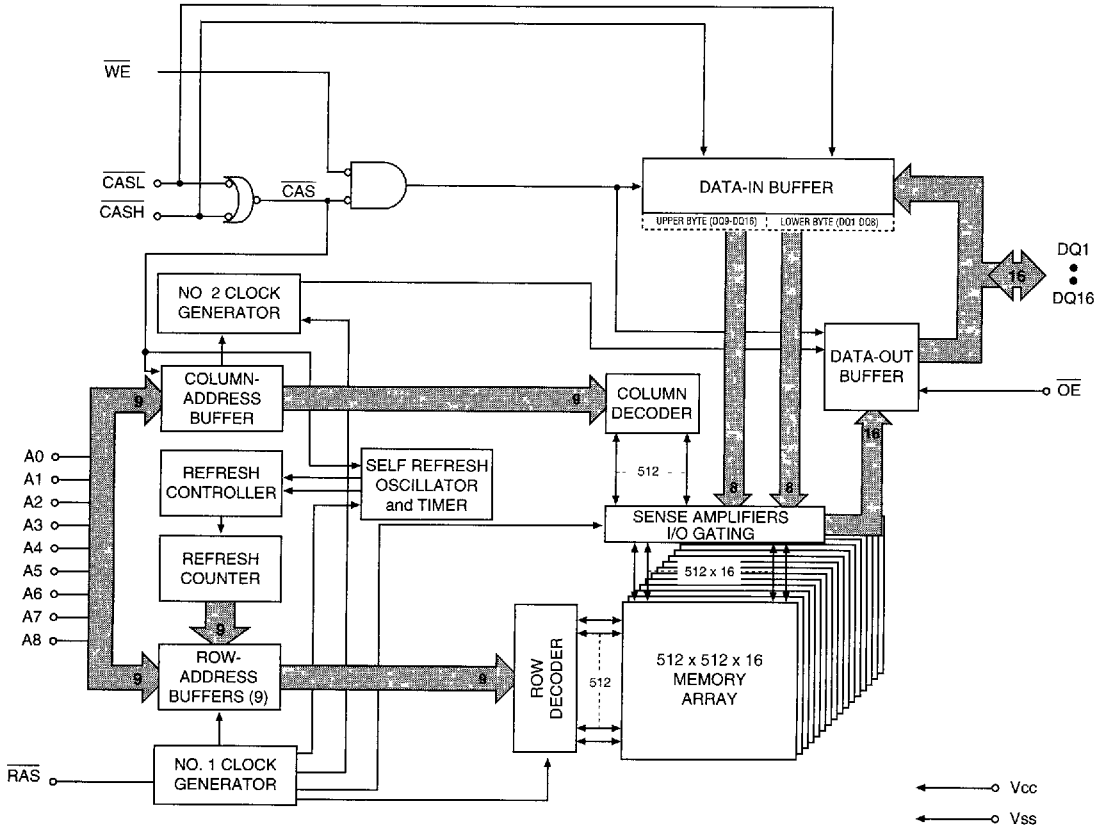 WE
CASL
CASH
CAS
DATA-IN BUFFER
UPPER BYTE (DQ9-DQ16)
LOWER BYTE (DQ1-DQ8)
DQ1
16
DQ16
NO. 2 CLOCK
GENERATOR
DATA-OUT
BUFFER
OE
9
COLUMN-
ADDRESS
BUFFER
9
COLUMN
DECODER
16
A0
A1
A2
A3
A4
A5
A6
A7
A8
REFRESH
CONTROLLER
SELF REFRESH
OSCILLATOR
and TIMER
512
8
8
SENSE AMPLIFIERS
I/O GATING
REFRESH
COUNTER
512 x 16
9
9
ROW-
ADDRESS
BUFFERS (9)
9
ROW
DECODER
512
512 x 512 x 16
MEMORY
ARRAY
RAS
NO. 1 CLOCK
GENERATOR
Vcc
Vss